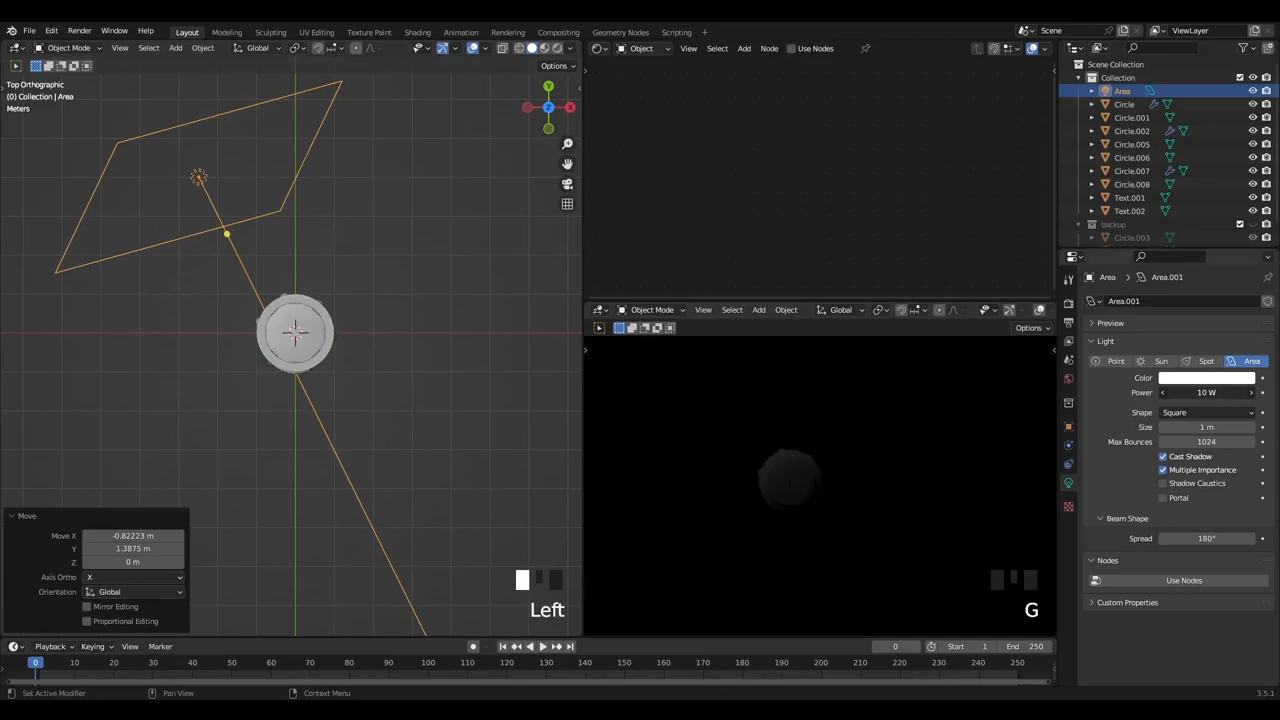 File Edit Render Window Help Layout Modeling Sculpting UV Editing Texture Paint Shading Animation Rendering Compositing Geometry Nodes Scripting Scene ViewLayer
Object Mode View Select Add Object Global
Options
Top Orthographic
(0) Collection | Area
Meters
Y
Z
X
Move
Move X -0.82223 m
Y 1.3875 m
Z 0 m
Axis Ortho X
Orientation Global
Mirror Editing
Proportional Editing
Left
Object View Select Add Node Use Nodes
Object Mode View Select Add Object Global
Options
G
Scene Collection
Collection
Area
Circle
Circle.001
Circle.002
Circle.005
Circle.006
Circle.007
Circle.008
Text.001
Text.002
backup
Circle.003
Area Area.001
Area.001
Preview
Light
Point Sun Spot Area
Color
Power 10 W
Shape Square
Size 1 m
Max Bounces 1024
Cast Shadow
Multiple Importance
Shadow Caustics
Portal
Beam Shape
Spread 180°
Nodes
Use Nodes
Custom Properties
Playback Keying View Marker 0 Start 1 End 250
0 10 20 30 40 50 60 70 80 90 100 110 120 130 140 150 160 170 180 190 200 210 220 230 240 250
Set Active Modifier Pan View Context Menu 3.5.1